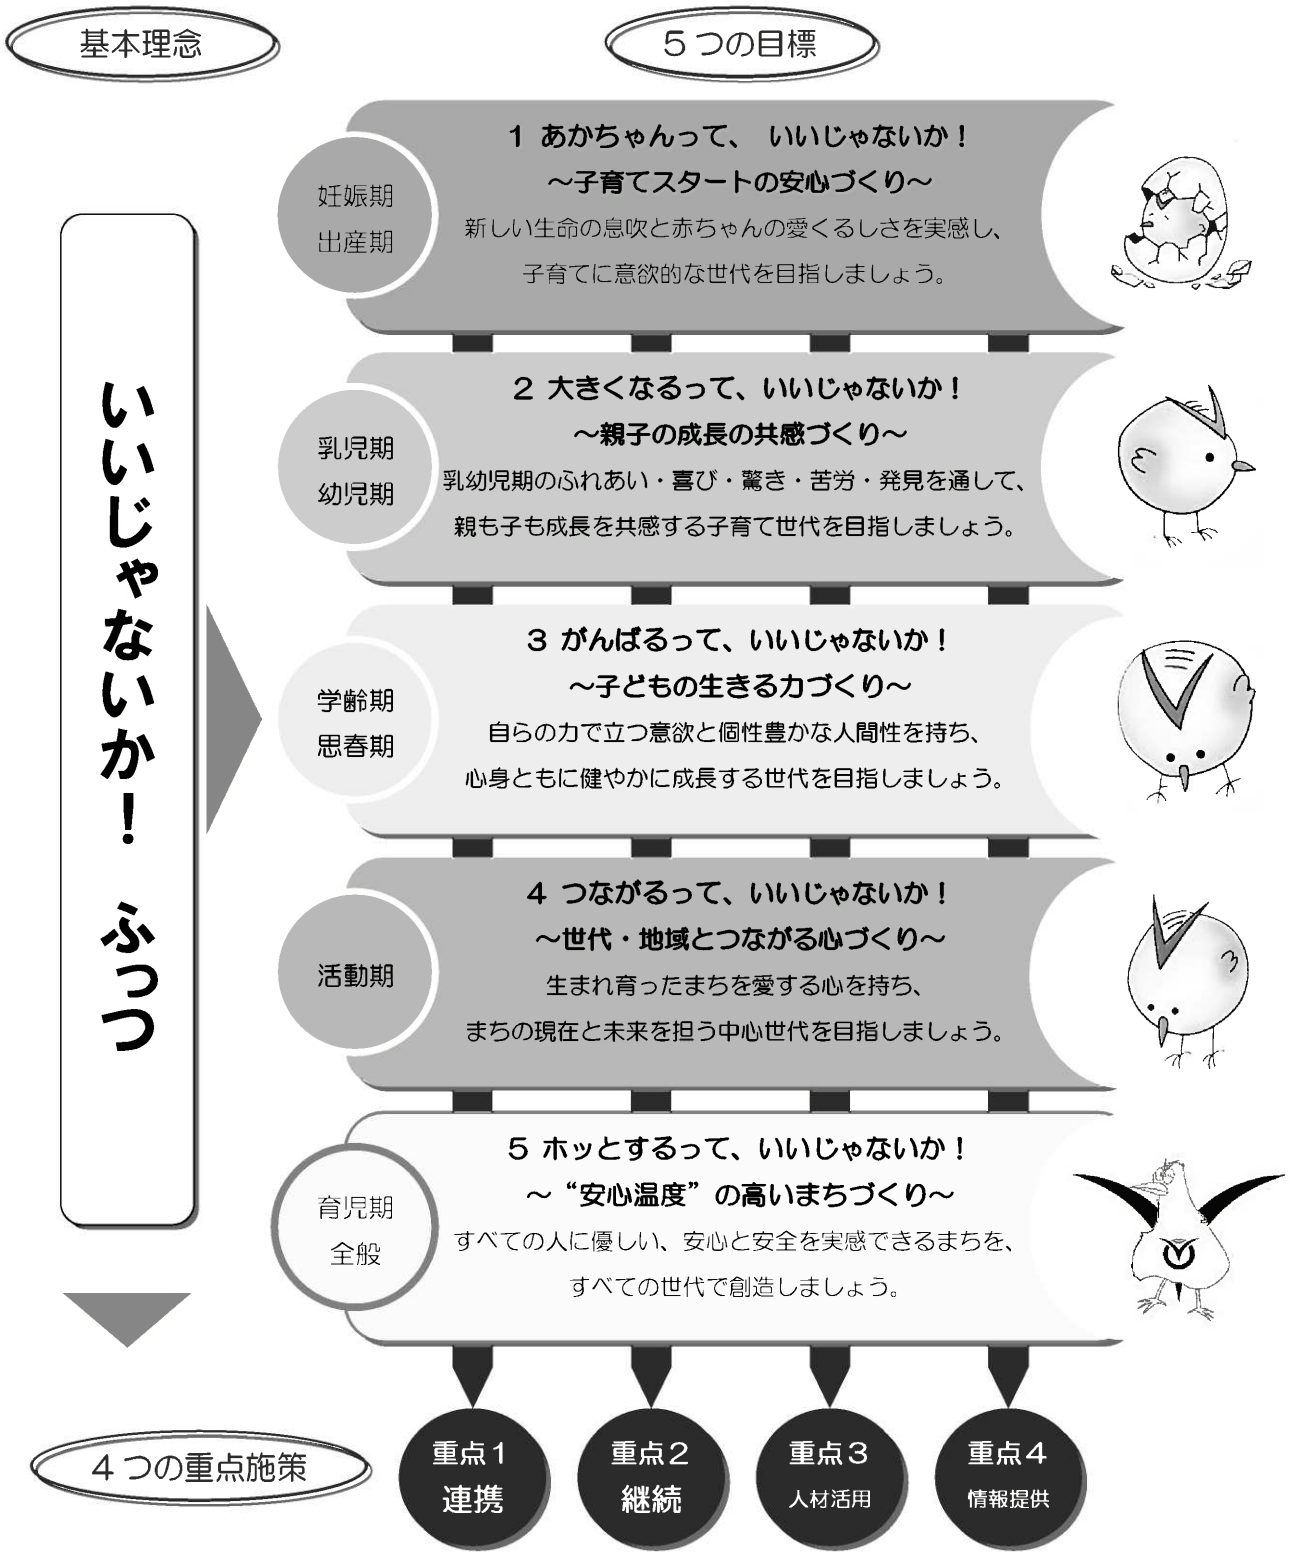 基本理念
5つの目標
いいじゃないか！ ふっつ
妊娠期
出産期
1 あかちゃんって、 いいじゃないか！
～子育てスタートの安心づくり～
新しい生命の息吹と赤ちゃんの愛くるしさを実感し、
子育てに意欲的な世代を目指しましょう。
乳児期
幼児期
2 大きくなるって、いいじゃないか！
～親子の成長の共感づくり～
乳幼児期のふれあい・喜び・驚き・苦労・発見を通して、
親も子も成長を共感する子育て世代を目指しましょう。
学齢期
思春期
3 がんばるって、いいじゃないか！
～子どもの生きる力づくり～
自らの力で立つ意欲と個性豊かな人間性を持ち、
心身ともに健やかに成長する世代を目指しましょう。
活動期
4 つながるって、いいじゃないか！
～世代・地域とつながる心づくり～
生まれ育ったまちを愛する心を持ち、
まちの現在と未来を担う中心世代を目指しましょう。
育児期
全般
5 ホッとするって、いいじゃないか！
～“安心温度”の高いまちづくり～
すべての人に優しい、安心と安全を実感できるまちを、
すべての世代で創造しましょう。
4つの重点施策
重点1
連携
重点2
継続
重点3
人材活用
重点4
情報提供